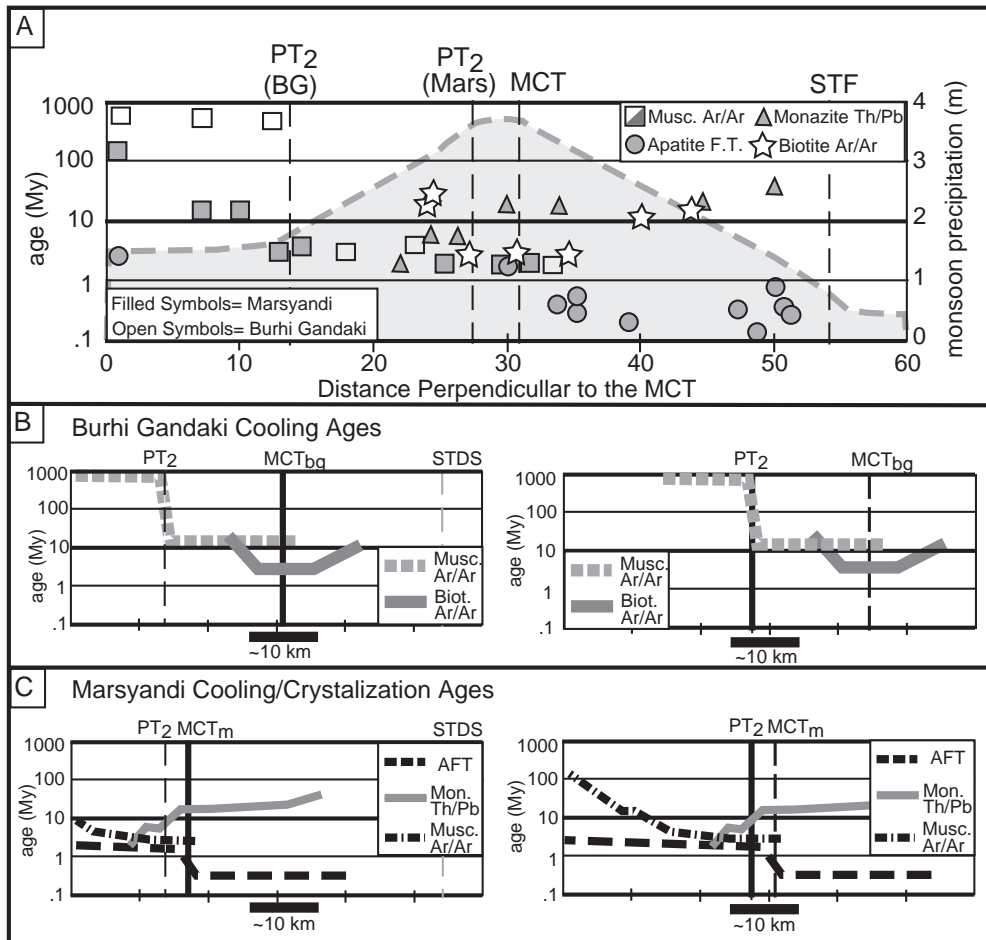 A
PT2 (BG)
PT2 (Mars)
MCT
STF
1000
100
10
1
.1
age (My)
4
3
2
1
0
monsoon precipitation (m)
Musc. Ar/Ar
Monazite Th/Pb
Apatite F.T.
Biotite Ar/Ar
Filled Symbols= Marsyandi
Open Symbols= Burhi Gandaki
0 10 20 30 40 50 60
Distance Perpendicullar to the MCT
B
Burhi Gandaki Cooling Ages
PT2
MCTbg
STDS
1000
100
10
1
.1
age (My)
Musc. Ar/Ar
Biot. Ar/Ar
~10 km
PT2
MCTbg
1000
100
10
1
.1
age (My)
Musc. Ar/Ar
Biot. Ar/Ar
~10 km
C
Marsyandi Cooling/Crystalization Ages
PT2
MCTm
STDS
1000
100
10
1
.1
age (My)
AFT
Mon. Th/Pb
Musc. Ar/Ar
~10 km
PT2
MCTm
1000
100
10
1
.1
age (My)
AFT
Mon. Th/Pb
Musc. Ar/Ar
~10 km